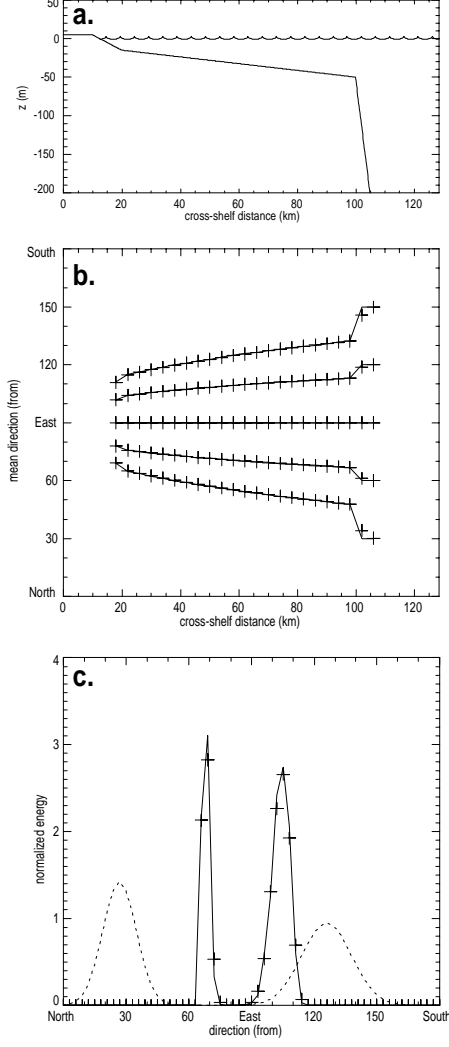 a.
50
0
-50
-100
-150
-200
z (m)
0 20 40 60 80 100 120
cross-shelf distance (km)
b.
South
150
120
East
60
30
North
mean direction (from)
0 20 40 60 80 100 120
cross-shelf distance (km)
c.
4
3
2
1
0
normalized energy
North 30 60 East 120 150 South
direction (from)